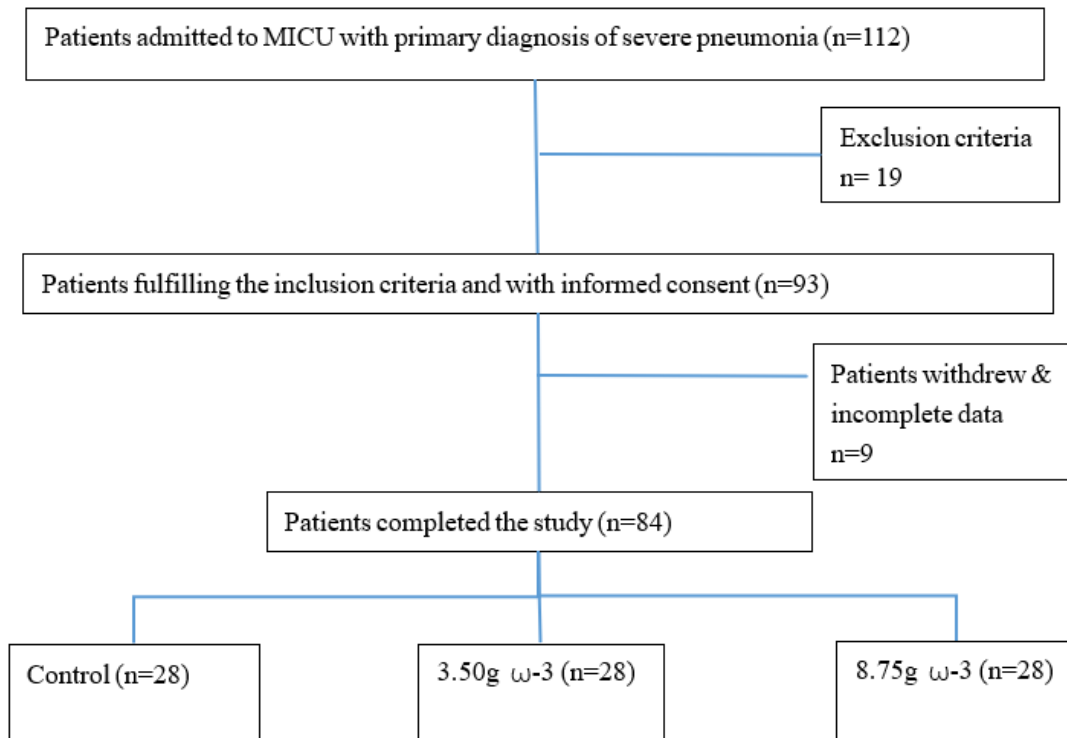 Patients admitted to MICU with primary diagnosis of severe pneumonia (n=112)
Exclusion criteria
n= 19
Patients fulfilling the inclusion criteria and with informed consent (n=93)
Patients withdrew &
incomplete data
n=9
Patients completed the study (n=84)
Control (n=28)
3.50g ω-3 (n=28)
8.75g ω-3 (n=28)